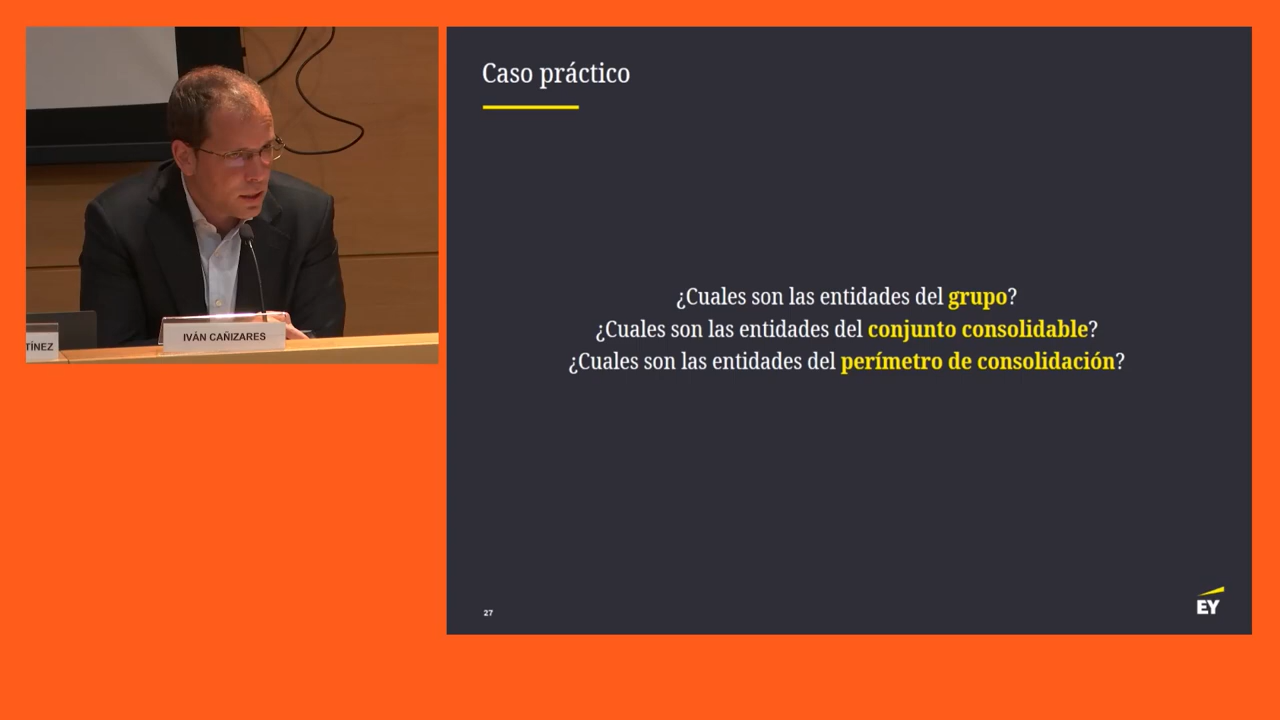 Caso práctico
¿Cuales son las entidades del grupo?
¿Cuales son las entidades del conjunto consolidable?
¿Cuales son las entidades del perímetro de consolidación?
TÍNEZ
IVÁN CAÑIZARES
27
EY